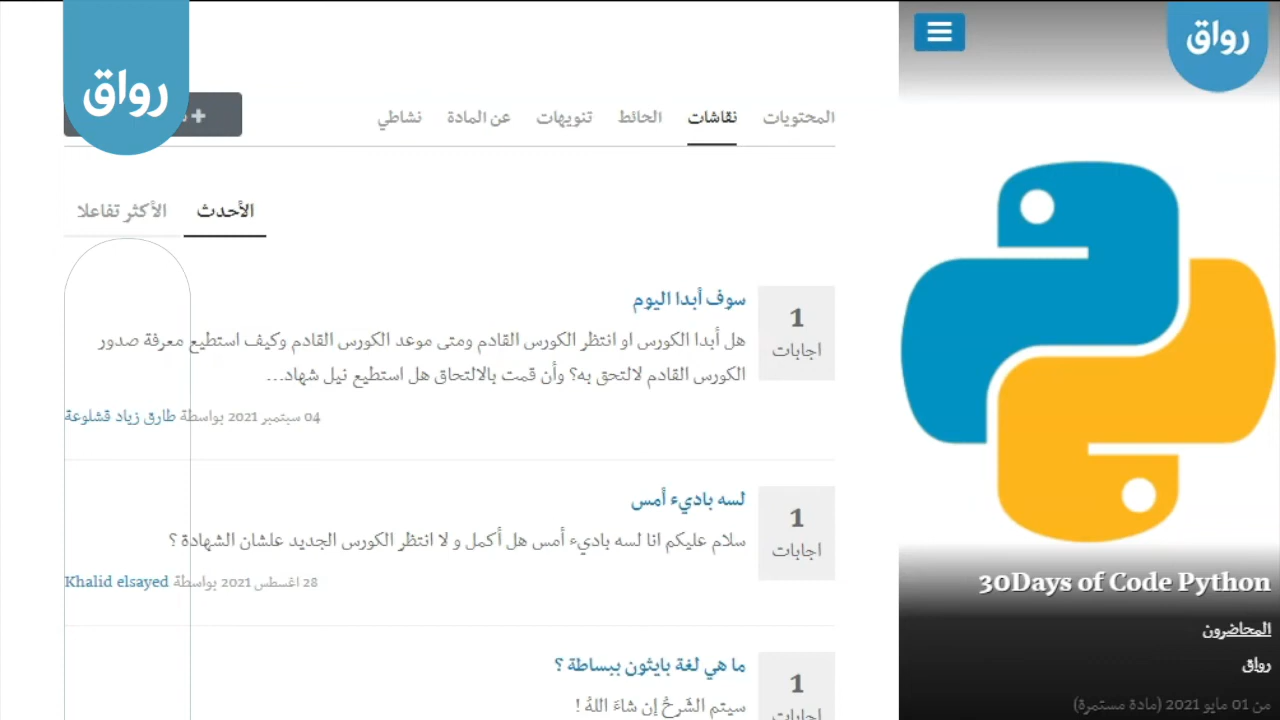 رواق
المحتويات نقاشات الحائط تنويهات عن المادة نشاطي
+
رواق
الأحدث الأكثر تفاعلا
1
اجابات
سوف أبدا اليوم
هل أبدا الكورس او انتظر الكورس القادم ومتى موعد الكورس القادم وكيف استطيع معرفة صدور
الكورس القادم لالتحق به؟ وأن قمت بالالتحاق هل استطيع نيل شهاد...
04 سبتمبر 2021 بواسطة طارق زياد قشلوعة
1
اجابات
لسه باديء أمس
سلام عليكم انا لسه باديء أمس هل أكمل و لا انتظر الكورس الجديد علشان الشهادة ؟
28 اغسطس 2021 بواسطة Khalid elsayed
1
اجابات
ما هي لغة بايثون ببساطة ؟
سيتم الشَرحُ إن شاءَ اللهُ !
30Days of Code Python
المحاضرون
رواق
من 01 مايو 2021 (مادة مستمرة)